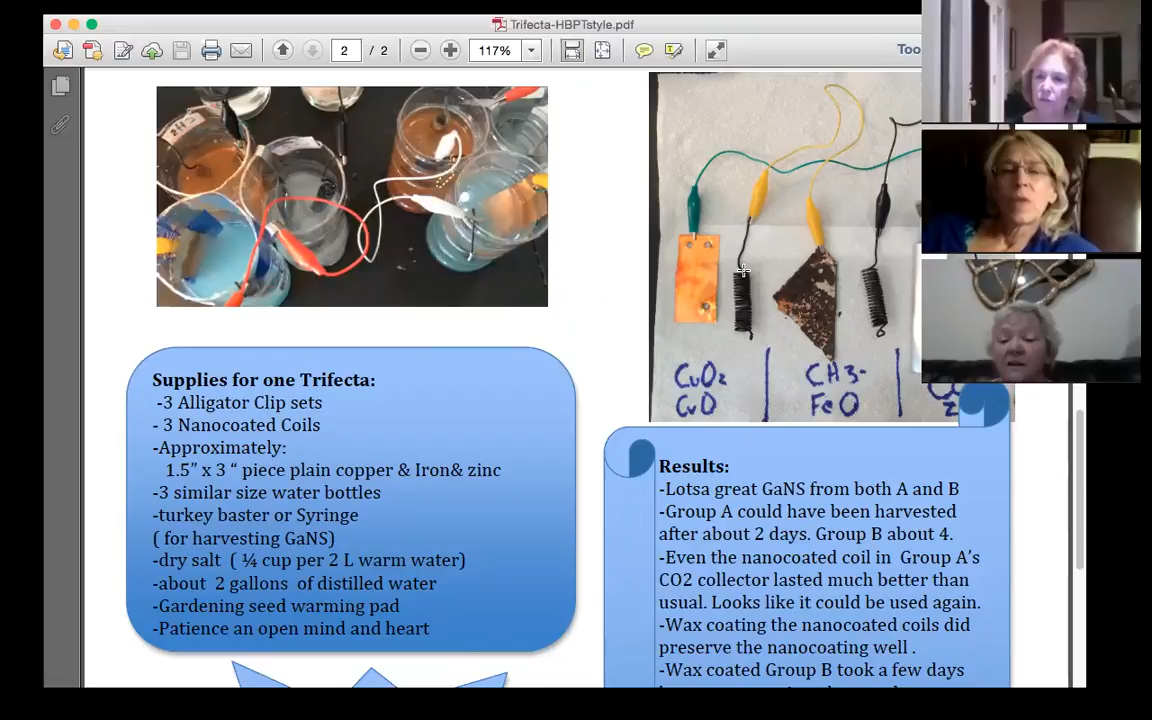 Trifecta-HBPTstyle.pdf
2 / 2
117%
Too
CH3
CuO2
CuO
CH3-
FeO
Supplies for one Trifecta:
-3 Alligator Clip sets
- 3 Nanocoated Coils
-Approximately:
1.5” x 3 “ piece plain copper & Iron& zinc
-3 similar size water bottles
-turkey baster or Syringe
( for harvesting GaNS)
-dry salt ( ¼ cup per 2 L warm water)
-about 2 gallons of distilled water
-Gardening seed warming pad
-Patience an open mind and heart
Results:
-Lotsa great GaNS from both A and B
-Group A could have been harvested
after about 2 days. Group B about 4.
-Even the nanocoated coil in Group A’s
CO2 collector lasted much better than
usual. Looks like it could be used again.
-Wax coating the nanocoated coils did
preserve the nanocoating well .
-Wax coated Group B took a few days